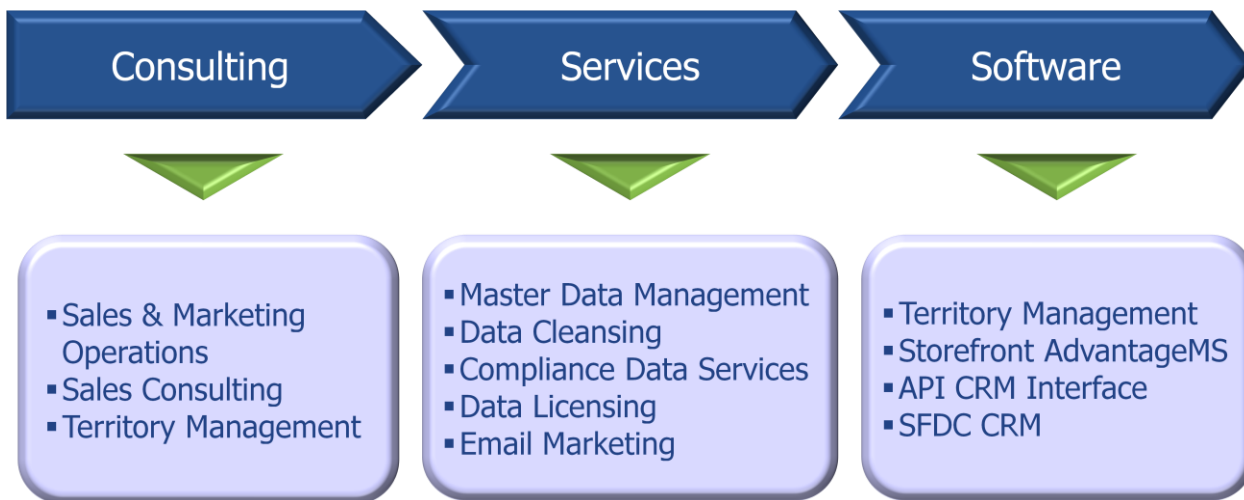 Consulting
Services
Software
▪Sales & Marketing
Operations
▪Sales Consulting
▪Territory Management
▪Master Data Management
▪Data Cleansing
▪Compliance Data Services
▪Data Licensing
▪Email Marketing
▪Territory Management
▪Storefront AdvantageMS
▪API CRM Interface
▪SFDC CRM